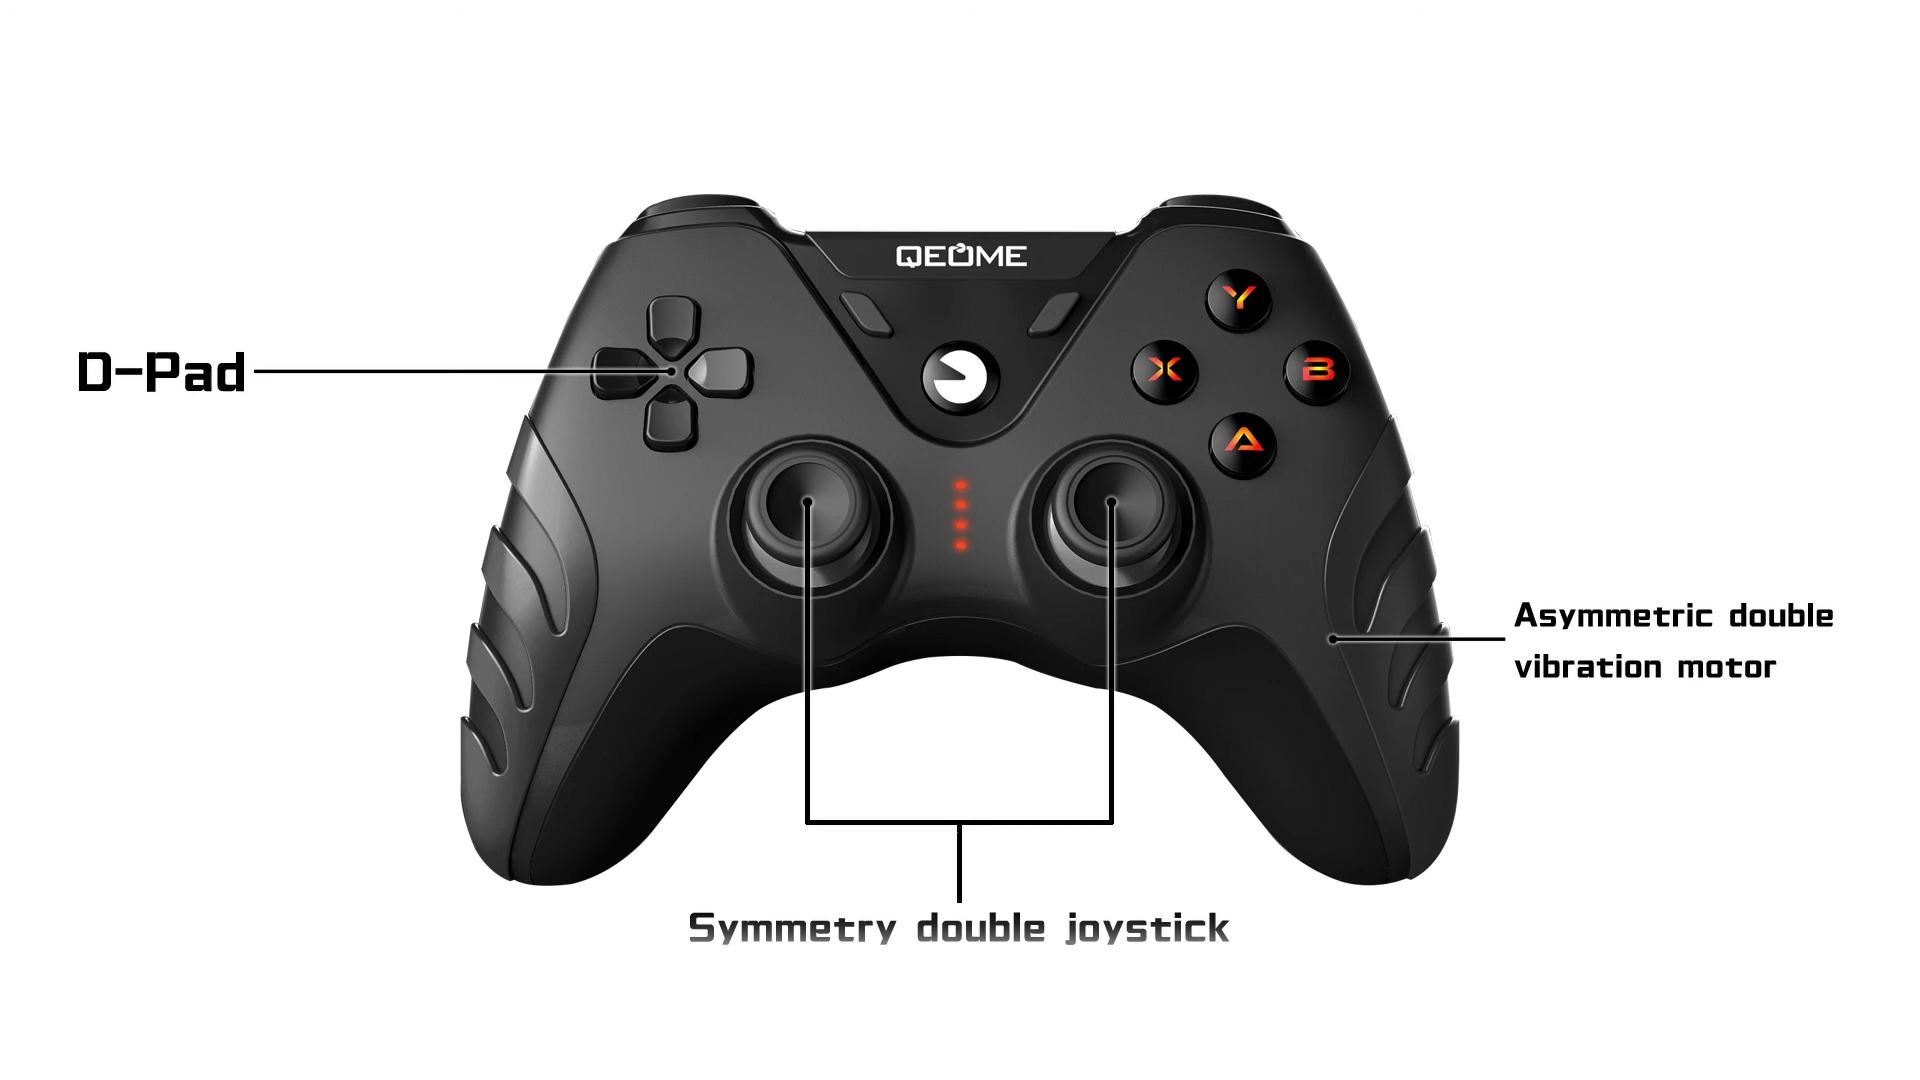 QEOME
Y
X
B
A
D-Pad
Asymmetric double
vibration motor
Symmetry double joystick